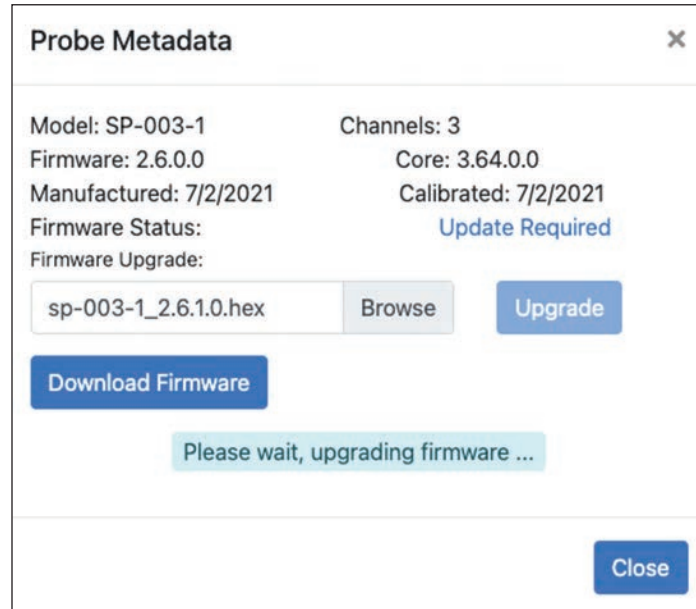 Probe Metadata ×
Model: SP-003-1 Channels: 3
Firmware: 2.6.0.0 Core: 3.64.0.0
Manufactured: 7/2/2021 Calibrated: 7/2/2021
Firmware Status: Update Required
Firmware Upgrade:
sp-003-1_2.6.1.0.hex Browse Upgrade
Download Firmware
Please wait, upgrading firmware ...
Close